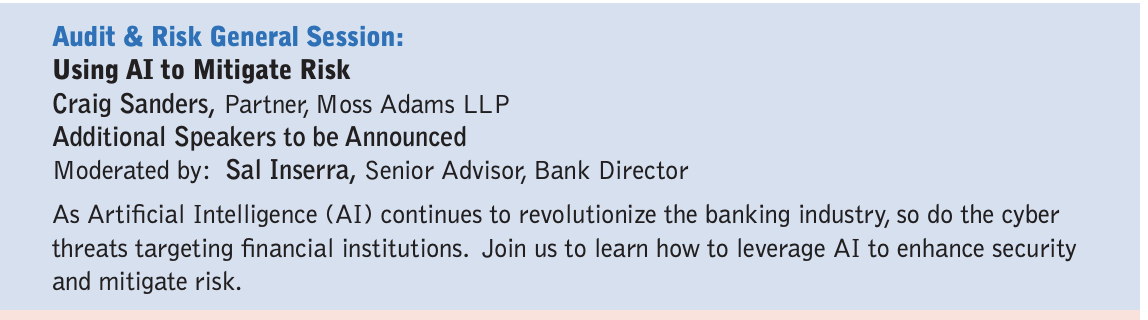 Audit & Risk General Session:
Using AI to Mitigate Risk
Craig Sanders, Partner, Moss Adams LLP
Additional Speakers to be Announced
Moderated by:  Sal Inserra, Senior Advisor, Bank Director
As Artificial Intelligence (AI) continues to revolutionize the banking industry, so do the cyber
threats targeting financial institutions.  Join us to learn how to leverage AI to enhance security
and mitigate risk.